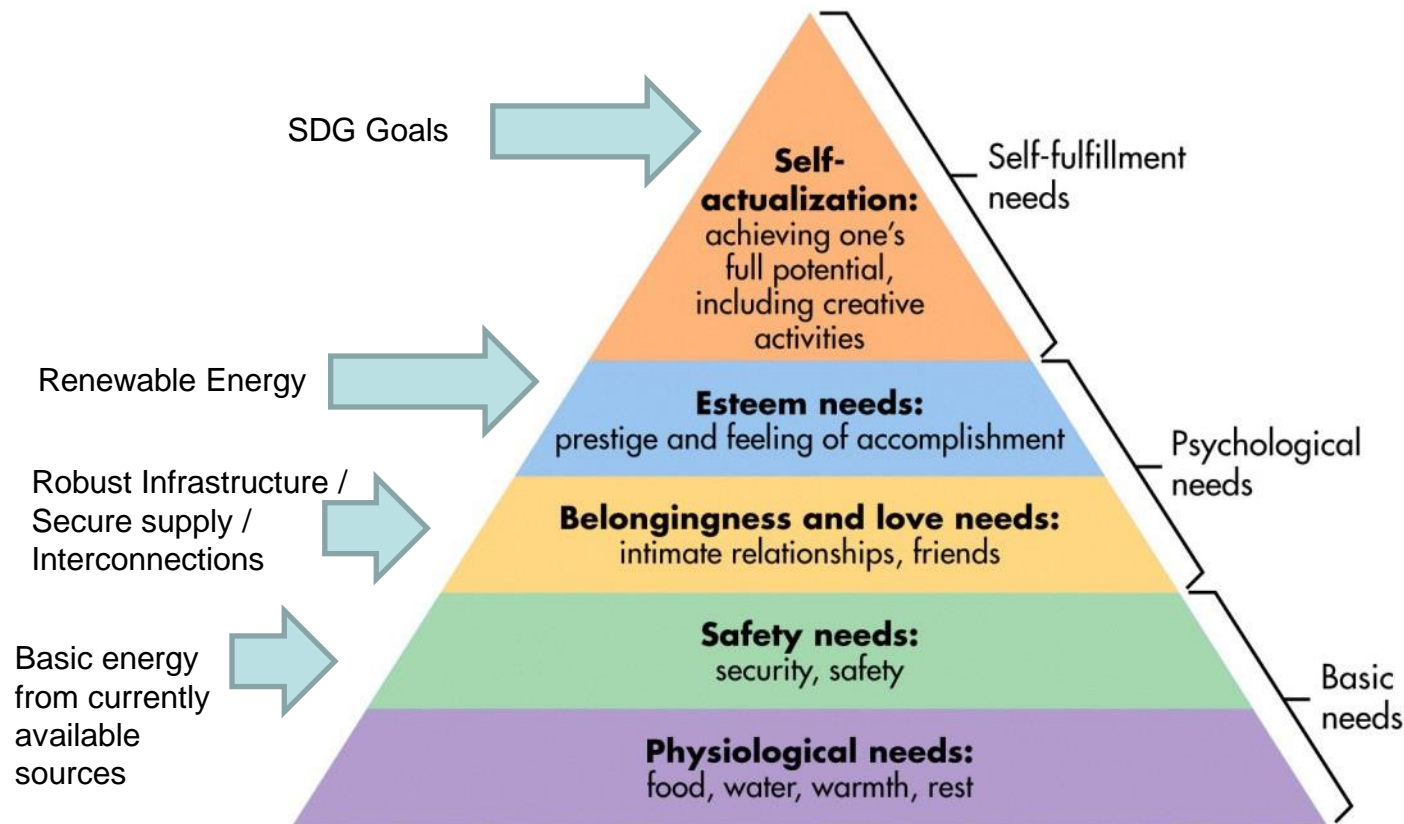 SDG Goals
Self-
actualization:
achieving one's
full potential,
including creative
activities
Self-fulfillment
needs
Renewable Energy
Esteem needs:
prestige and feeling of accomplishment
Psychological
needs
Robust Infrastructure /
Secure supply /
Interconnections
Belongingness and love needs:
intimate relationships, friends
Safety needs:
security, safety
Basic energy
from currently
available
sources
Basic
needs
Physiological needs:
food, water, warmth, rest